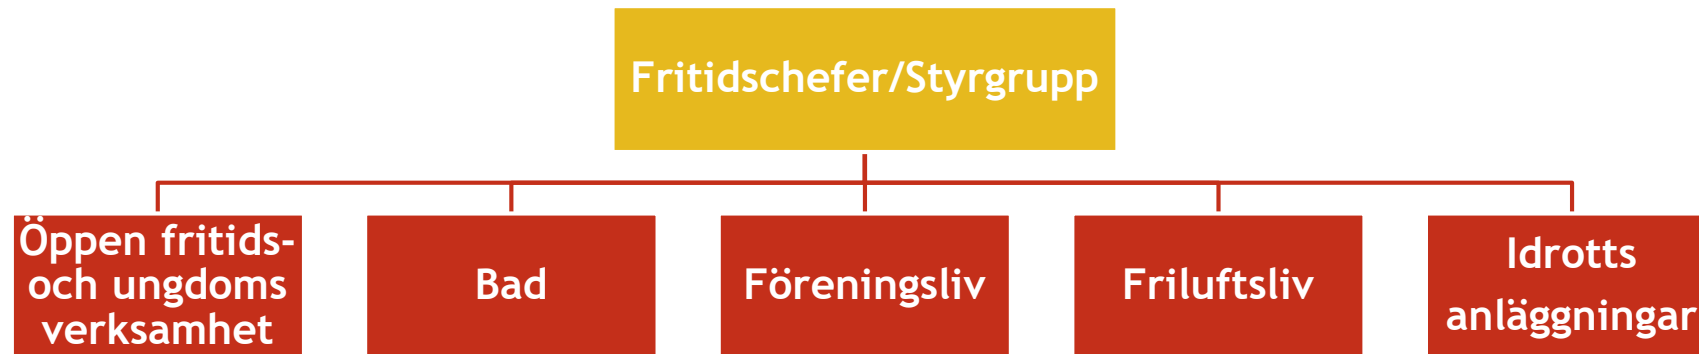 Fritidschefer/Styrgrupp
Öppen fritids-
och ungdoms
verksamhet
Bad
Föreningsliv
Friluftsliv
Idrotts
anläggningar